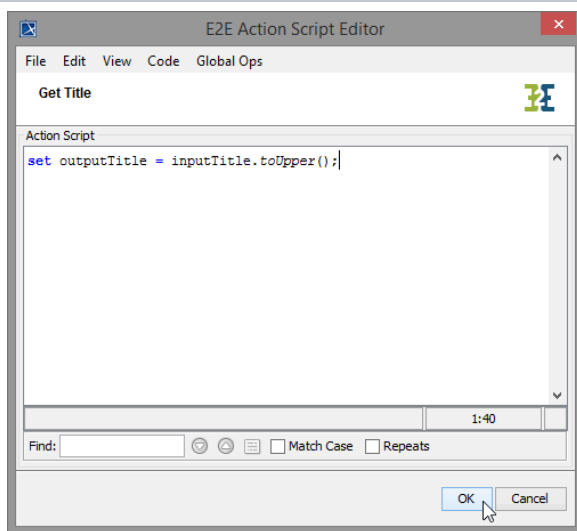 E2E Action Script Editor
File Edit View Code Global Ops
Get Title
E2E
Action Script
set outputTitle = inputTitle.toUpper();
1:40
Find: Match Case Repeats
OK Cancel